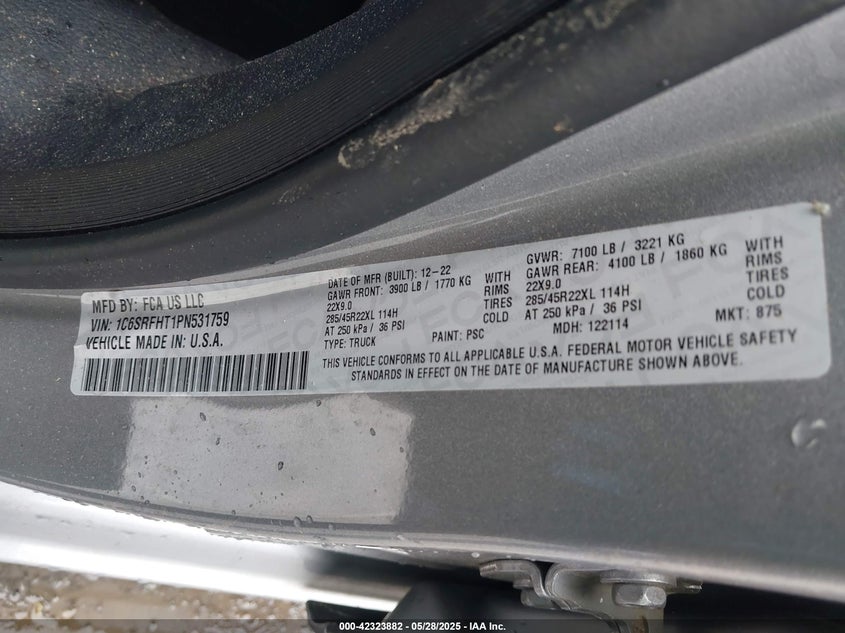 MFD BY: FCA US LLC
VIN: 1C6SRFHT1PN531759
VEHICLE MADE IN: U.S.A.
DATE OF MFR (BUILT): 12-22
GAWR FRONT: 3900 LB / 1770 KG WITH
22X9.0 RIMS
285/45R22XL 114H TIRES
AT 250 kPa / 36 PSI COLD
TYPE: TRUCK PAINT: PSC
GVWR: 7100 LB / 3221 KG
GAWR REAR: 4100 LB / 1860 KG WITH
22X9.0 RIMS
285/45R22XL 114H TIRES
AT 250 kPa / 36 PSI COLD
MDH: 122114 MKT: B75
THIS VEHICLE CONFORMS TO ALL APPLICABLE U.S.A. FEDERAL MOTOR VEHICLE SAFETY
STANDARDS IN EFFECT ON THE DATE OF MANUFACTURE SHOWN ABOVE.
000-42323882 - 05/28/2025 - IAA Inc.